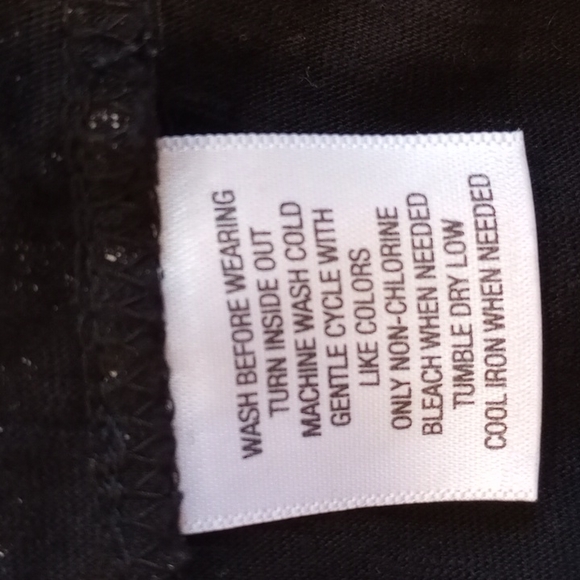 WASH BEFORE WEARING
TURN INSIDE OUT
MACHINE WASH COLD
GENTLE CYCLE WITH
LIKE COLORS
ONLY NON-CHLORINE
BLEACH WHEN NEEDED
TUMBLE DRY LOW
COOL IRON WHEN NEEDED